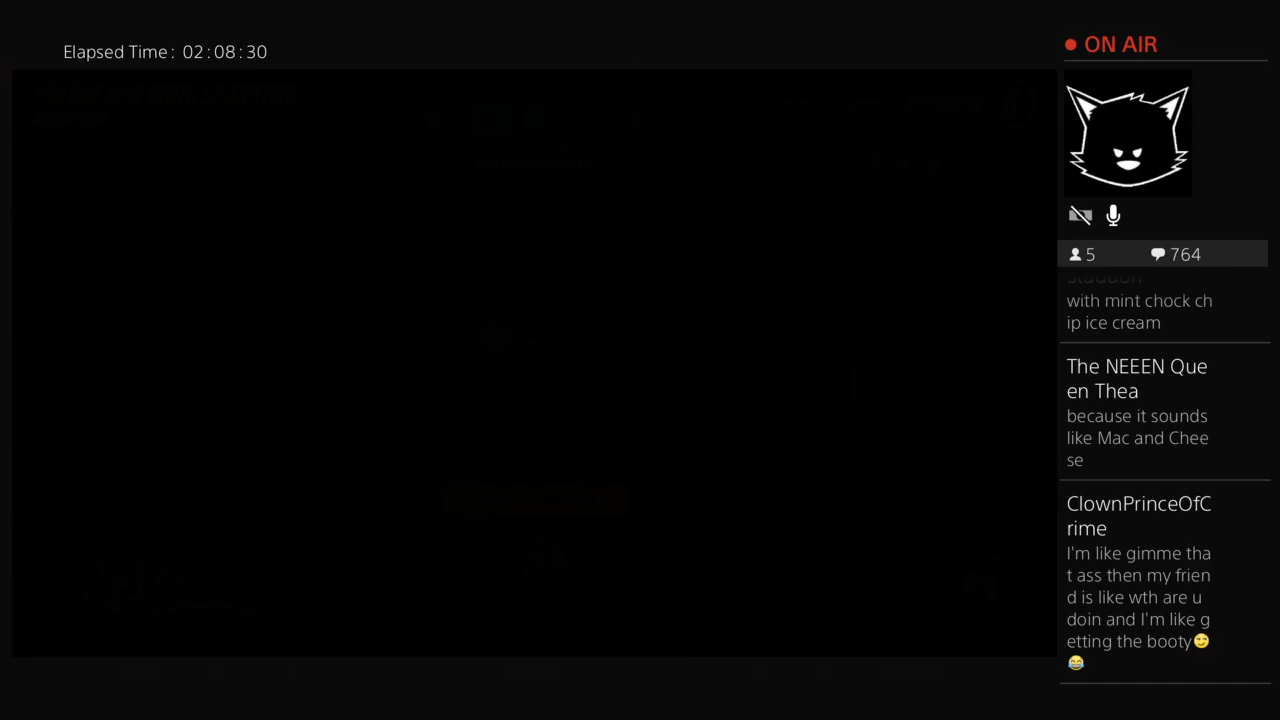 Elapsed Time: 02:08:30
ON AIR
5 764
with mint chock ch
ip ice cream
The NEEEN Que
en Thea
because it sounds
like Mac and Chee
se
ClownPrinceOfC
rime
I'm like gimme tha
t ass then my frien
d is like wth are u
doin and I'm like g
etting the booty😏
😂